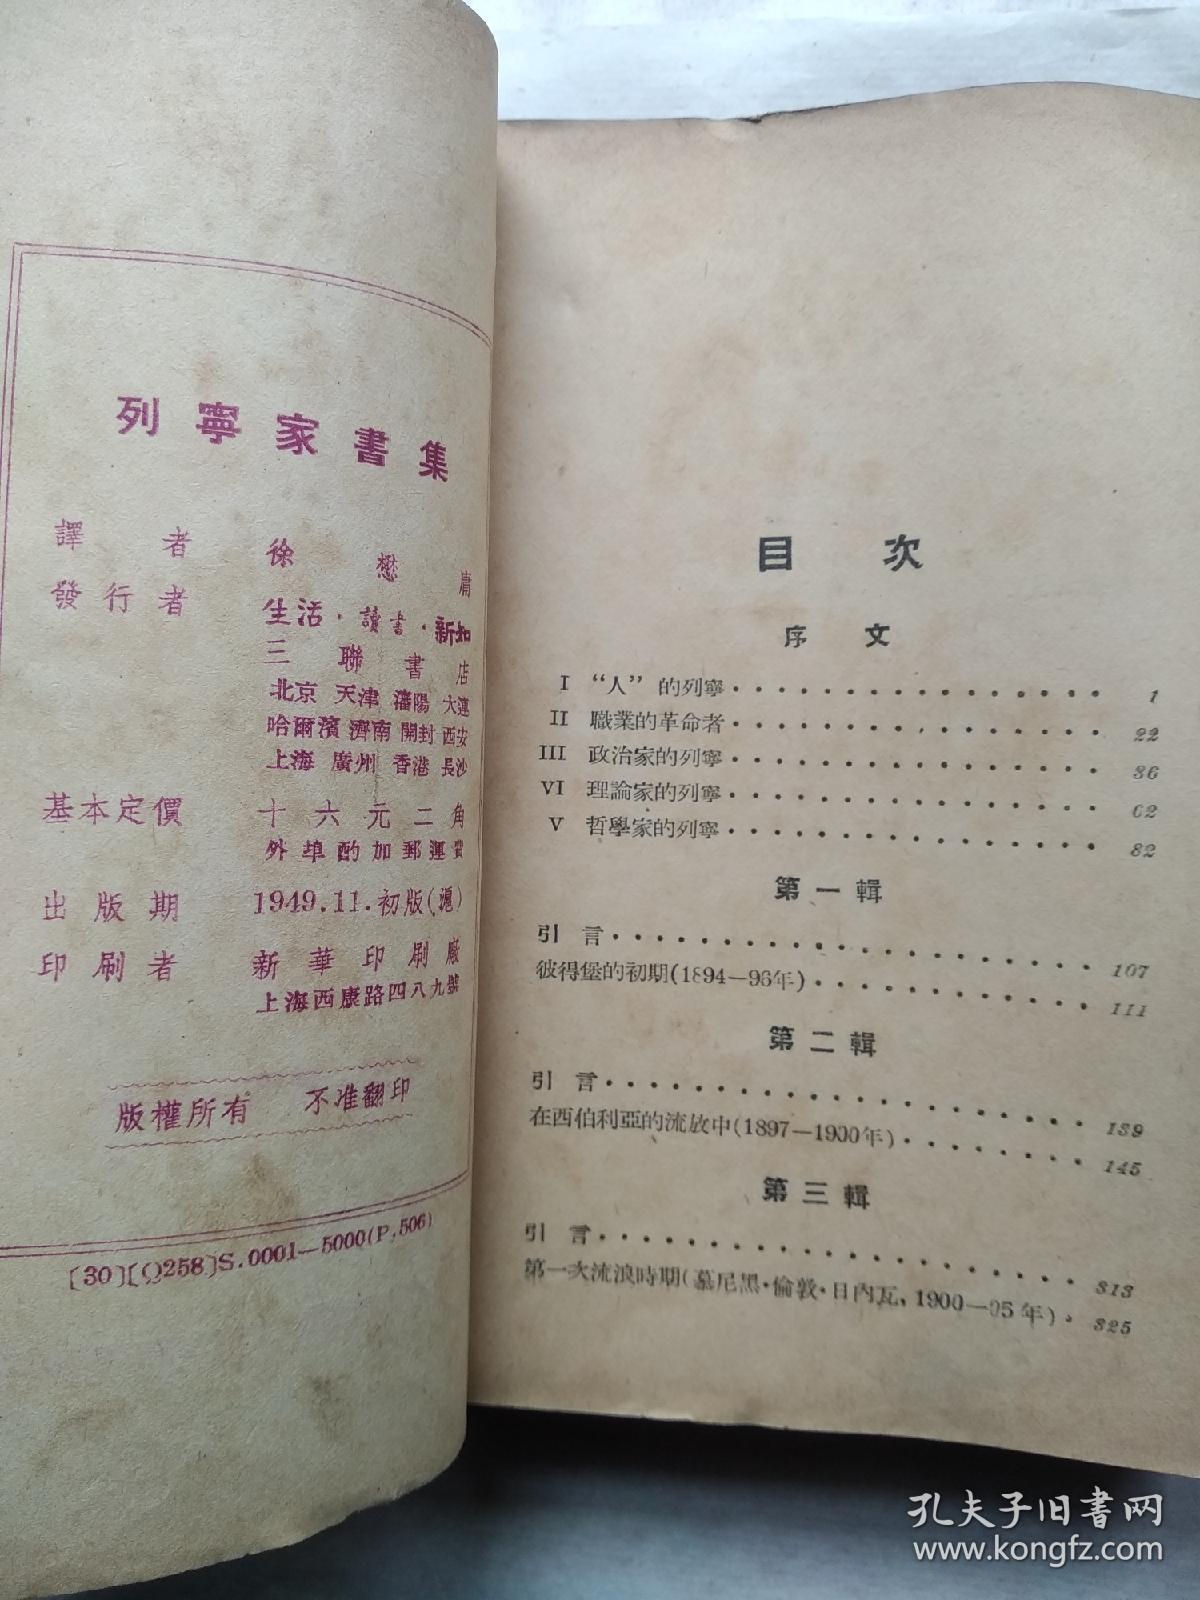 列寧家書集
譯者 徐懋庸
發行者 生活·讀書·新知
三聯書店
北京 天津 瀋陽 大連
哈爾濱 濟南 開封 西安
上海 廣州 香港 長沙
基本定價 十六元二角
外埠酌加郵運費
出版期 1949.11.初版(滬)
印刷者 新華印刷廠
上海西康路四八九號
版權所有 不准翻印
[30][Q258]S.0001—5000(P.506)
目次
序文
I “人”的列寧 1
II 職業的革命者 22
III 政治家的列寧 36
VI 理論家的列寧 62
V 哲學家的列寧 82
第一輯
引言 107
彼得堡的初期(1894—96年) 111
第二輯
引言 139
在西伯利亞的流放中(1897—1900年) 145
第三輯
引言 313
第一次流浪時期(慕尼黑·倫敦·日內瓦,1900—05年) 325
孔夫子旧書网
www.kongfz.com